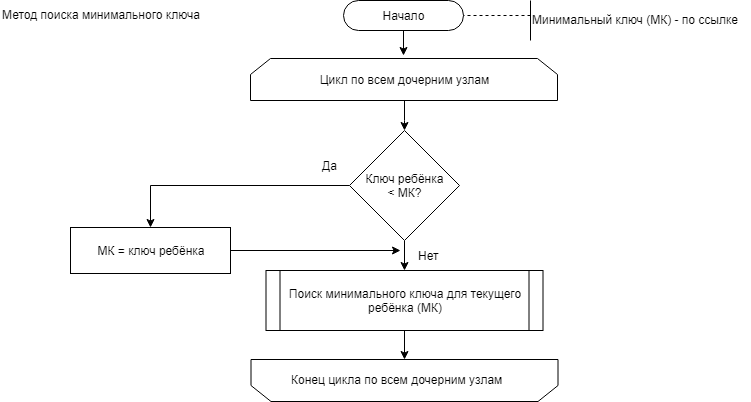 Метод поиска минимального ключа
Начало
Минимальный ключ (МК) - по ссылке
Цикл по всем дочерним узлам
Да
Ключ ребёнка
< МК?
МК = ключ ребёнка
Нет
Поиск минимального ключа для текущего
ребёнка (МК)
Конец цикла по всем дочерним узлам